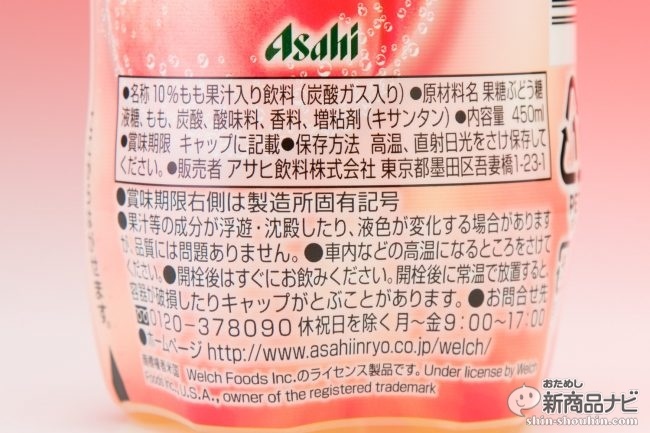 Asahi
●名称 10%もも果汁入り飲料(炭酸ガス入り)●原材料名 果糖ぶどう糖
液糖、もも、炭酸、酸味料、香料、増粘剤(キサンタン)●内容量 450ml
●賞味期限 キャップに記載●保存方法 高温、直射日光をさけ保存して
ください。●販売者 アサヒ飲料株式会社 東京都墨田区吾妻橋1-23-1
●賞味期限右側は製造所固有記号
●果汁等の成分が浮遊・沈殿したり、液色が変化する場合があります
が、品質には問題ありません。●車内などの高温になるところをさけて
ください。●開栓後はすぐにお飲みください。開栓後に常温で放置すると、
容器が破損したりキャップがとぶことがあります。●お問合せ先
0120-378090 休祝日を除く月〜金9:00〜17:00
●ホームページ http://www.asahiinryo.co.jp/welch/
商標権者米国 Welch Foods Inc.のライセンス製品です。Under license by Welch
Foods Inc., U.S.A., owner of the registered trademark
おためし
新商品ナビ
shin-shouhin.com